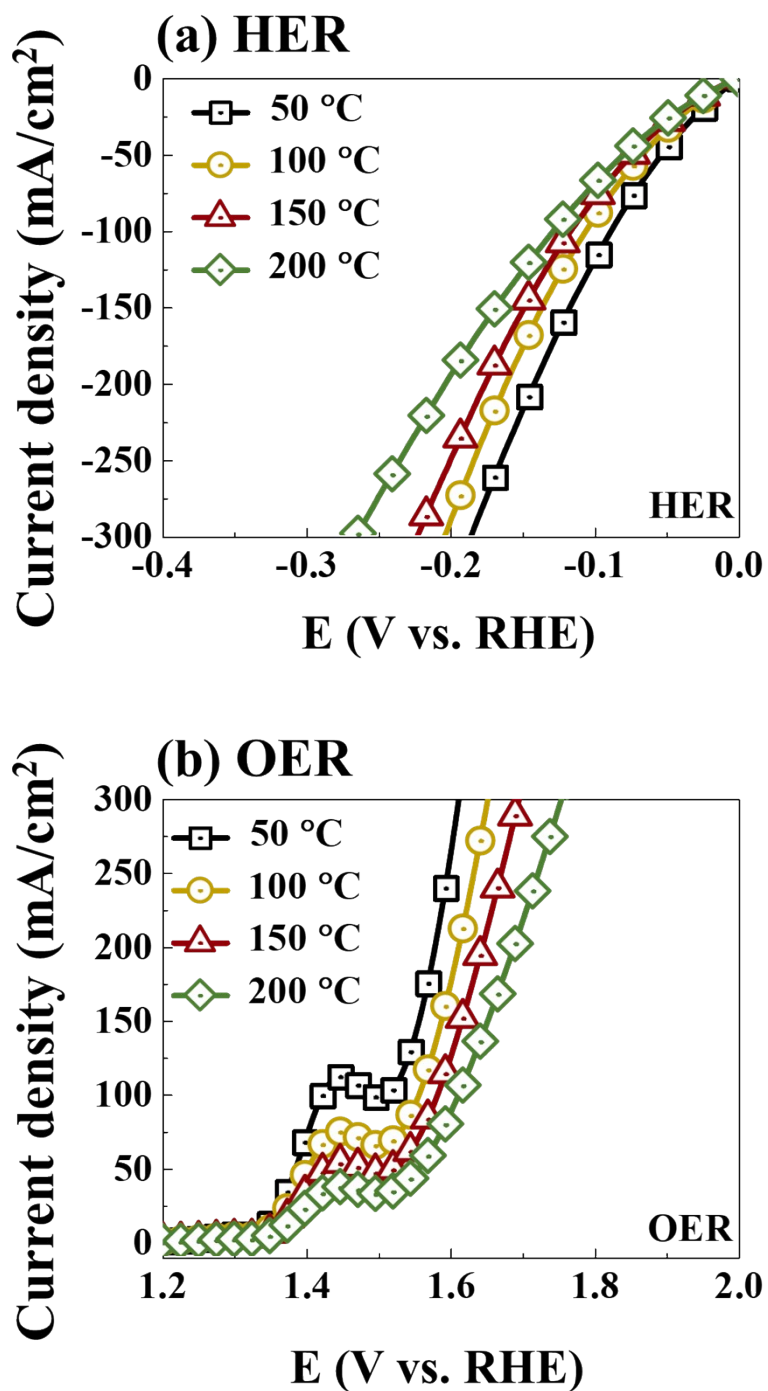 (a) HER
Current density (mA/cm²)
0
-50
-100
-150
-200
-250
-300
50 °C
100 °C
150 °C
200 °C
HER
-0.4 -0.3 -0.2 -0.1 0.0
E (V vs. RHE)
(b) OER
Current density (mA/cm²)
300
250
200
150
100
50
0
50 °C
100 °C
150 °C
200 °C
OER
1.2 1.4 1.6 1.8 2.0
E (V vs. RHE)